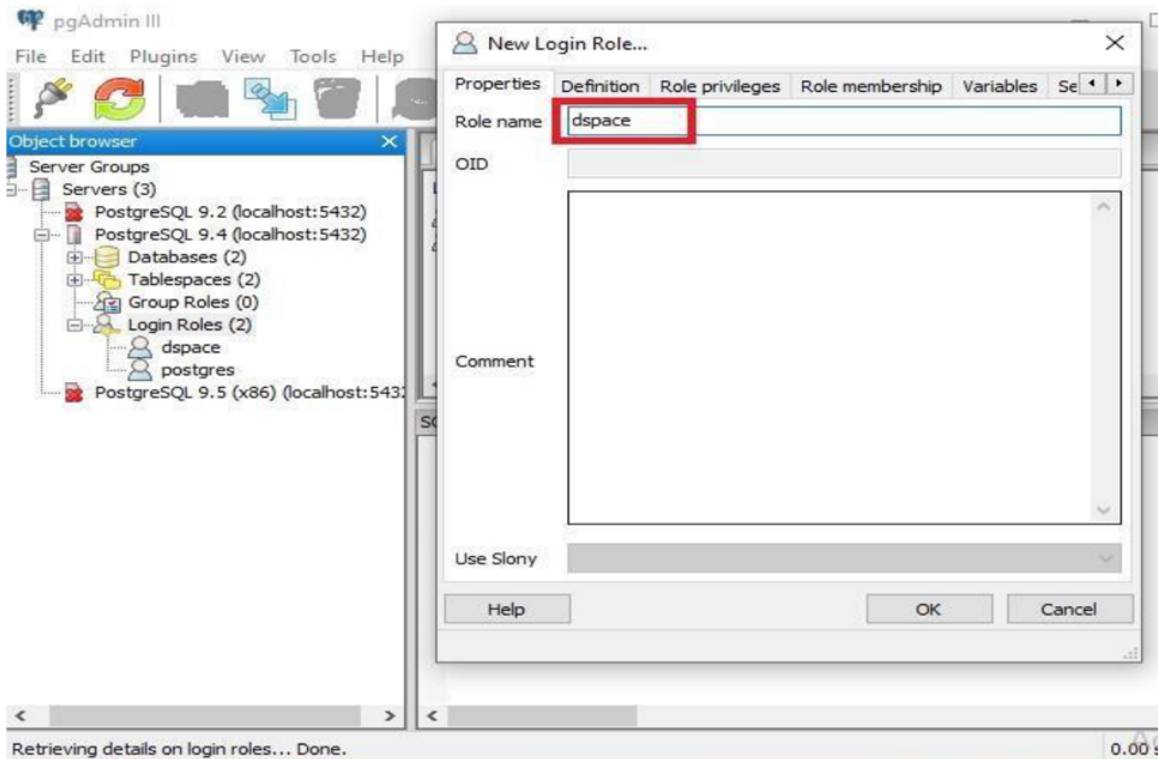 pgAdmin III
File Edit Plugins View Tools Help
Object browser
Server Groups
Servers (3)
PostgreSQL 9.2 (localhost:5432)
PostgreSQL 9.4 (localhost:5432)
Databases (2)
Tablespaces (2)
Group Roles (0)
Login Roles (2)
dspace
postgres
PostgreSQL 9.5 (x86) (localhost:543
New Login Role...
Properties Definition Role privileges Role membership Variables Se
Role name dspace
OID
Comment
Use Slony
Help OK Cancel
Retrieving details on login roles... Done.
0.00 s